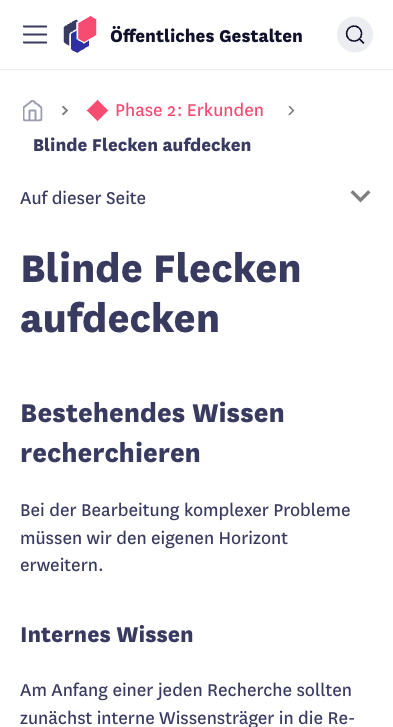 Öffentliches Gestalten
Phase 2: Erkunden
Blinde Flecken aufdecken
Auf dieser Seite
Blinde Flecken
aufdecken
Bestehendes Wissen
recherchieren
Bei der Bearbeitung komplexer Probleme
müssen wir den eigenen Horizont
erweitern.
Internes Wissen
Am Anfang einer jeden Recherche sollten
zunächst interne Wissensträger in die Re-